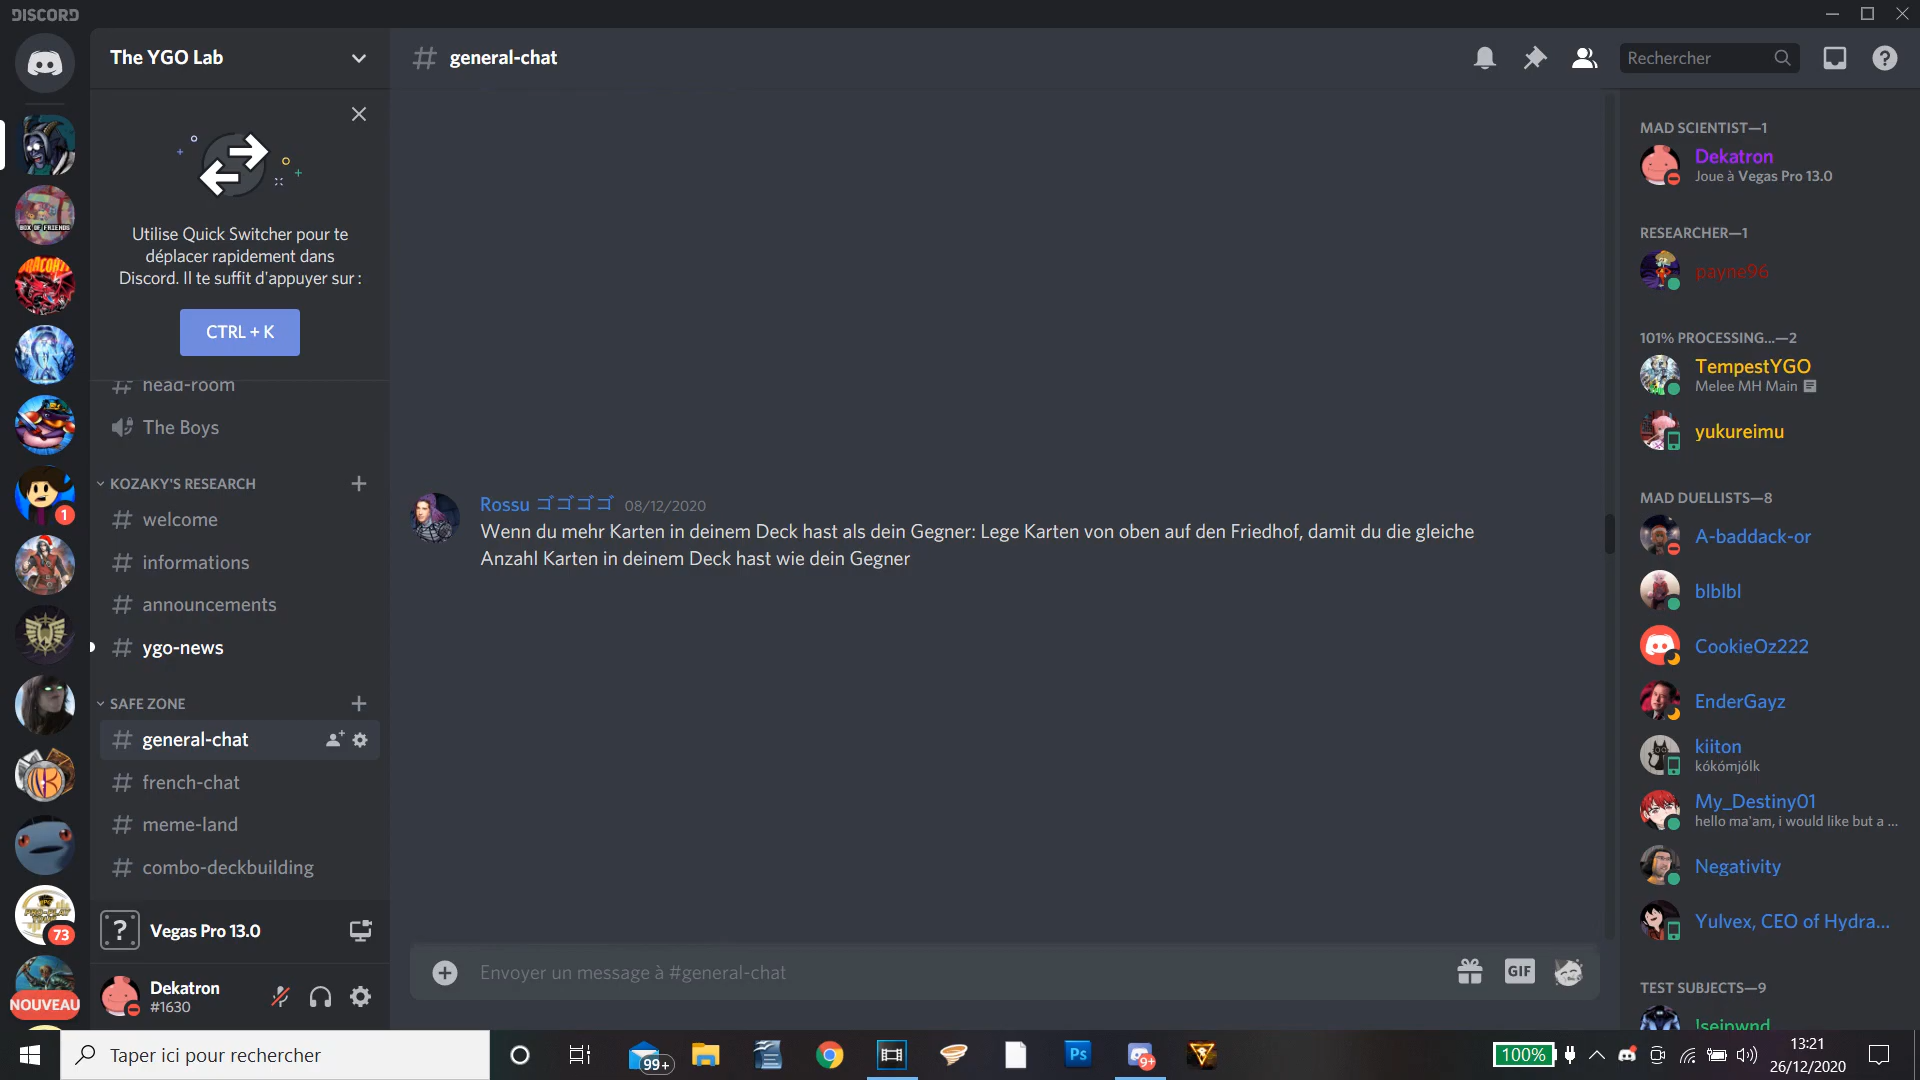 DISCORD
The YGO Lab
Utilise Quick Switcher pour te
déplacer rapidement dans
Discord. Il te suffit d'appuyer sur :
CTRL + K
head-room
The Boys
KOZAKY'S RESEARCH
welcome
informations
announcements
ygo-news
SAFE ZONE
general-chat
french-chat
meme-land
combo-deckbuilding
Vegas Pro 13.0
Dekatron
#1630
BOX OF FRIENDS
1
73
NOUVEAU
general-chat
Rechercher
Rossu ゴゴゴゴ 08/12/2020
Wenn du mehr Karten in deinem Deck hast als dein Gegner: Lege Karten von oben auf den Friedhof, damit du die gleiche
Anzahl Karten in deinem Deck hast wie dein Gegner
Envoyer un message à #general-chat
GIF
MAD SCIENTIST—1
Dekatron
Joue à Vegas Pro 13.0
RESEARCHER—1
payne96
101% PROCESSING...—2
TempestYGO
Melee MH Main
yukureimu
MAD DUELLISTS—8
A-baddack-or
blblbl
CookieOz222
EnderGayz
kiiton
kókómjólk
My_Destiny01
hello ma'am, i would like but a ...
Negativity
Yulvex, CEO of Hydra...
TEST SUBJECTS—9
!seipwnd
Taper ici pour rechercher
99+
Ps
9+
100%
13:21
26/12/2020